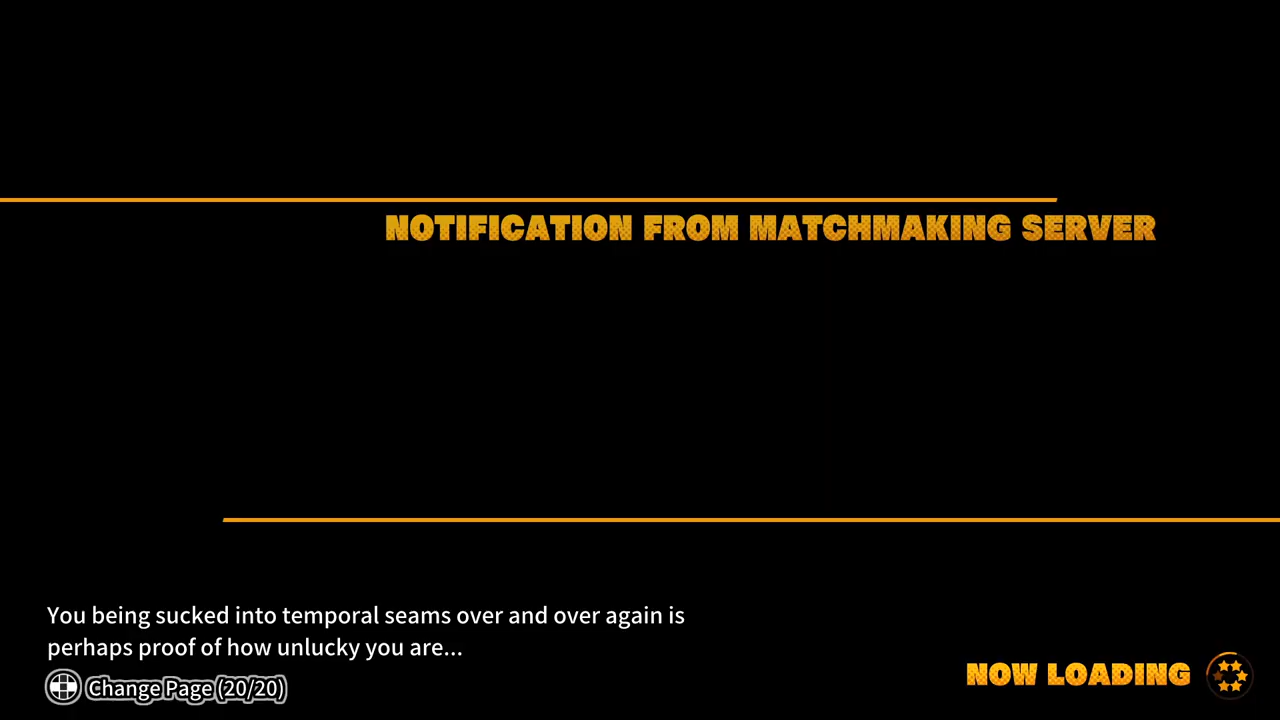 NOTIFICATION FROM MATCHMAKING SERVER
You being sucked into temporal seams over and over again is
perhaps proof of how unlucky you are...
Change Page (20/20)
NOW LOADING